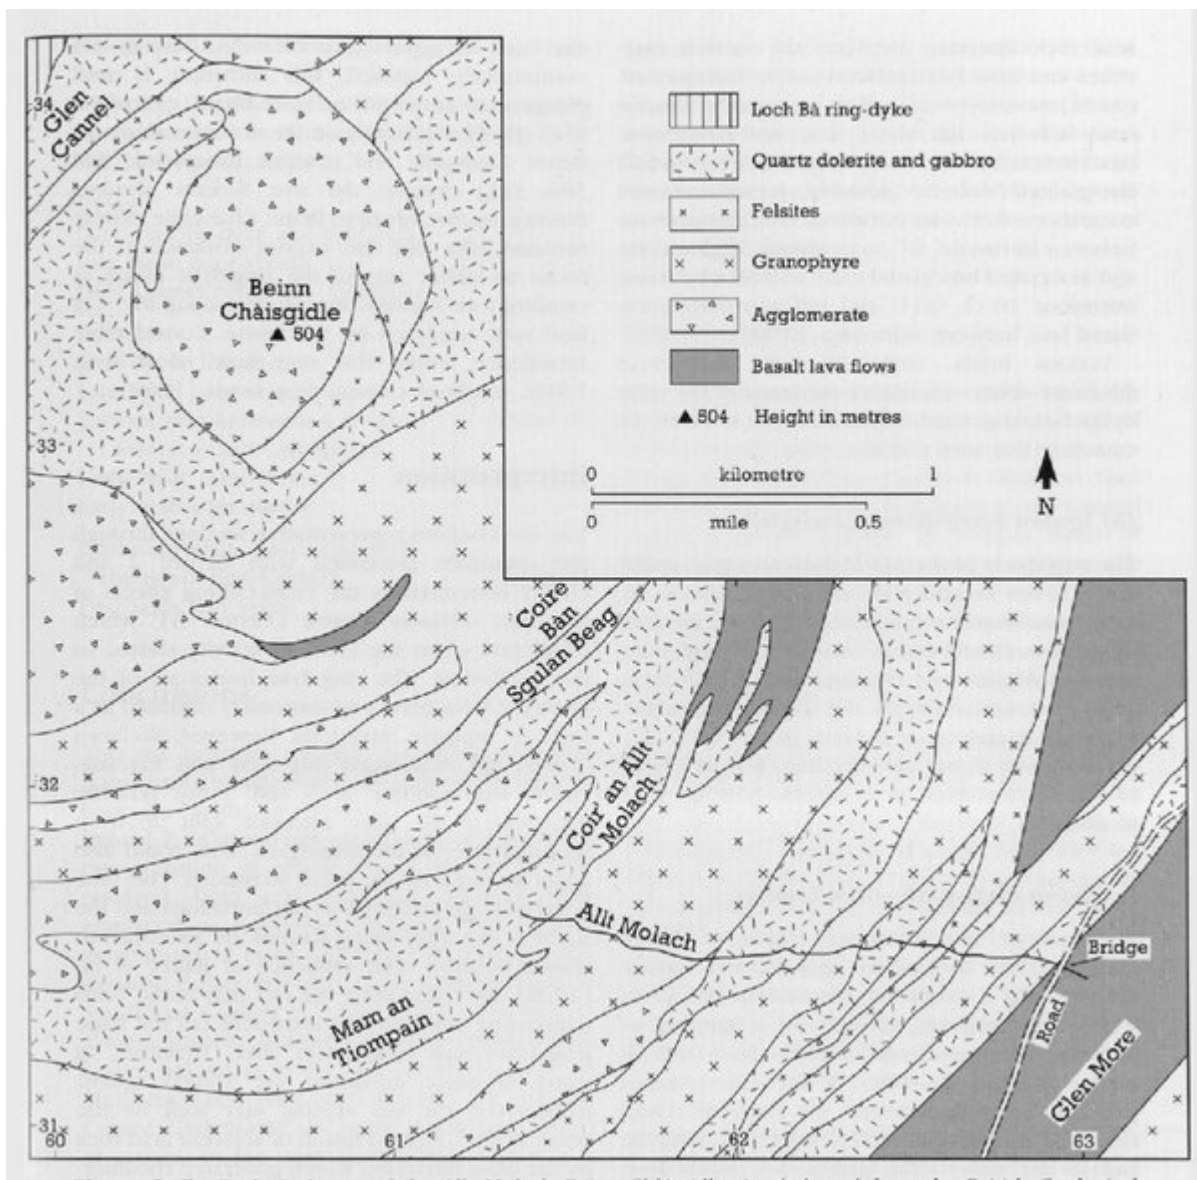 34
Glen
Cannel
Beinn
Chàisgidle
504
33
Loch Bà ring-dyke
Quartz dolerite and gabbro
Felsites
Granophyre
Agglomerate
Basalt lava flows
504 Height in metres
0 kilometre 1
0 mile 0.5
N
Coire
Bàn
Sgulan Beag
32
Coir' an Allt
Molach
Allt Molach
Bridge
Mam an
Tiompain
Road
Glen More
31
60
61
62
63